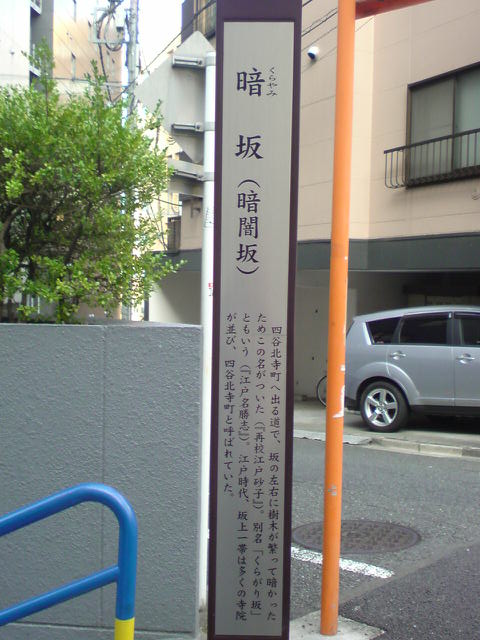 暗坂（暗闇坂）
くらやみ
四谷北寺町へ出る道で、坂の左右に樹木が繁って暗かった
ためこの名がついた（『再校江戸砂子』）。別名「くらがり坂」
ともいう（『江戸名勝志』）。江戸時代、坂上一帯は多くの寺院
が並び、四谷北寺町と呼ばれていた。